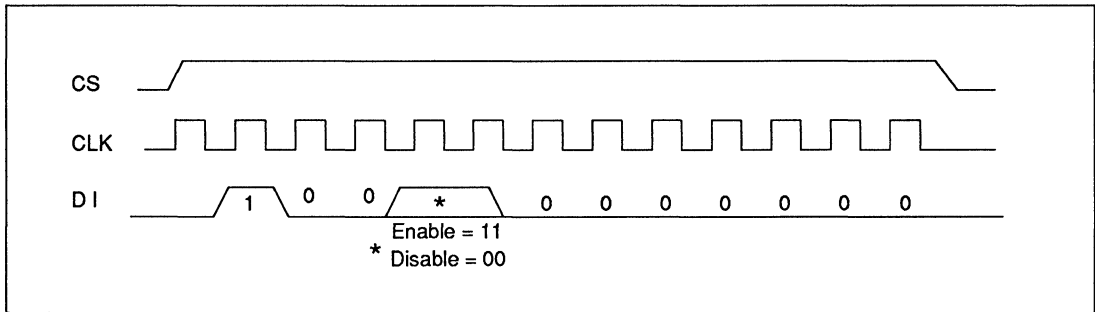 CS
CLK
DI 1 0 0 * 0 0 0 0 0 0 0
Enable = 11
* Disable = 00